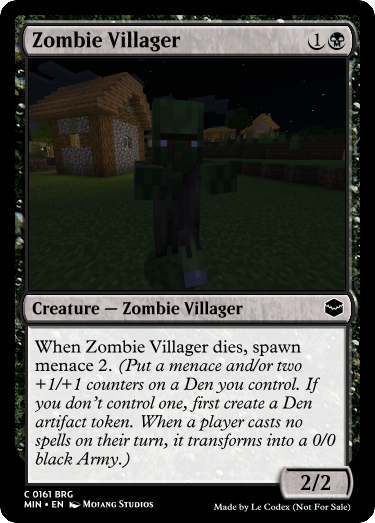 Zombie Villager 1
Creature — Zombie Villager
When Zombie Villager dies, spawn
menace 2. (Put a menace and/or two
+1/+1 counters on a Den you control. If
you don't control one, first create a Den
artifact token. When a player casts no
spells on their turn, it transforms into a 0/0
black Army.)
2/2
C 0161 BRG
MIN • EN Mojang Studios
Made by Le Codex (Not For Sale)